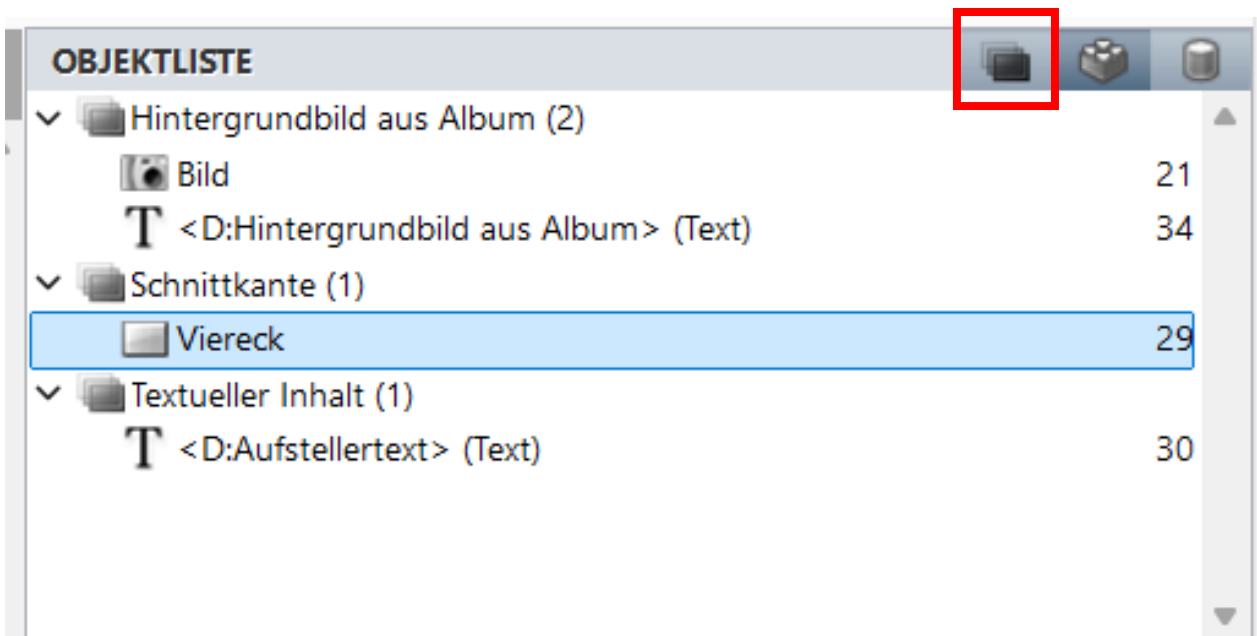 OBJEKTLISTE
Hintergrundbild aus Album (2)
Bild 21
<D:Hintergrundbild aus Album> (Text) 34
Schnittkante (1)
Viereck 29
Textueller Inhalt (1)
<D:Aufstellertext> (Text) 30